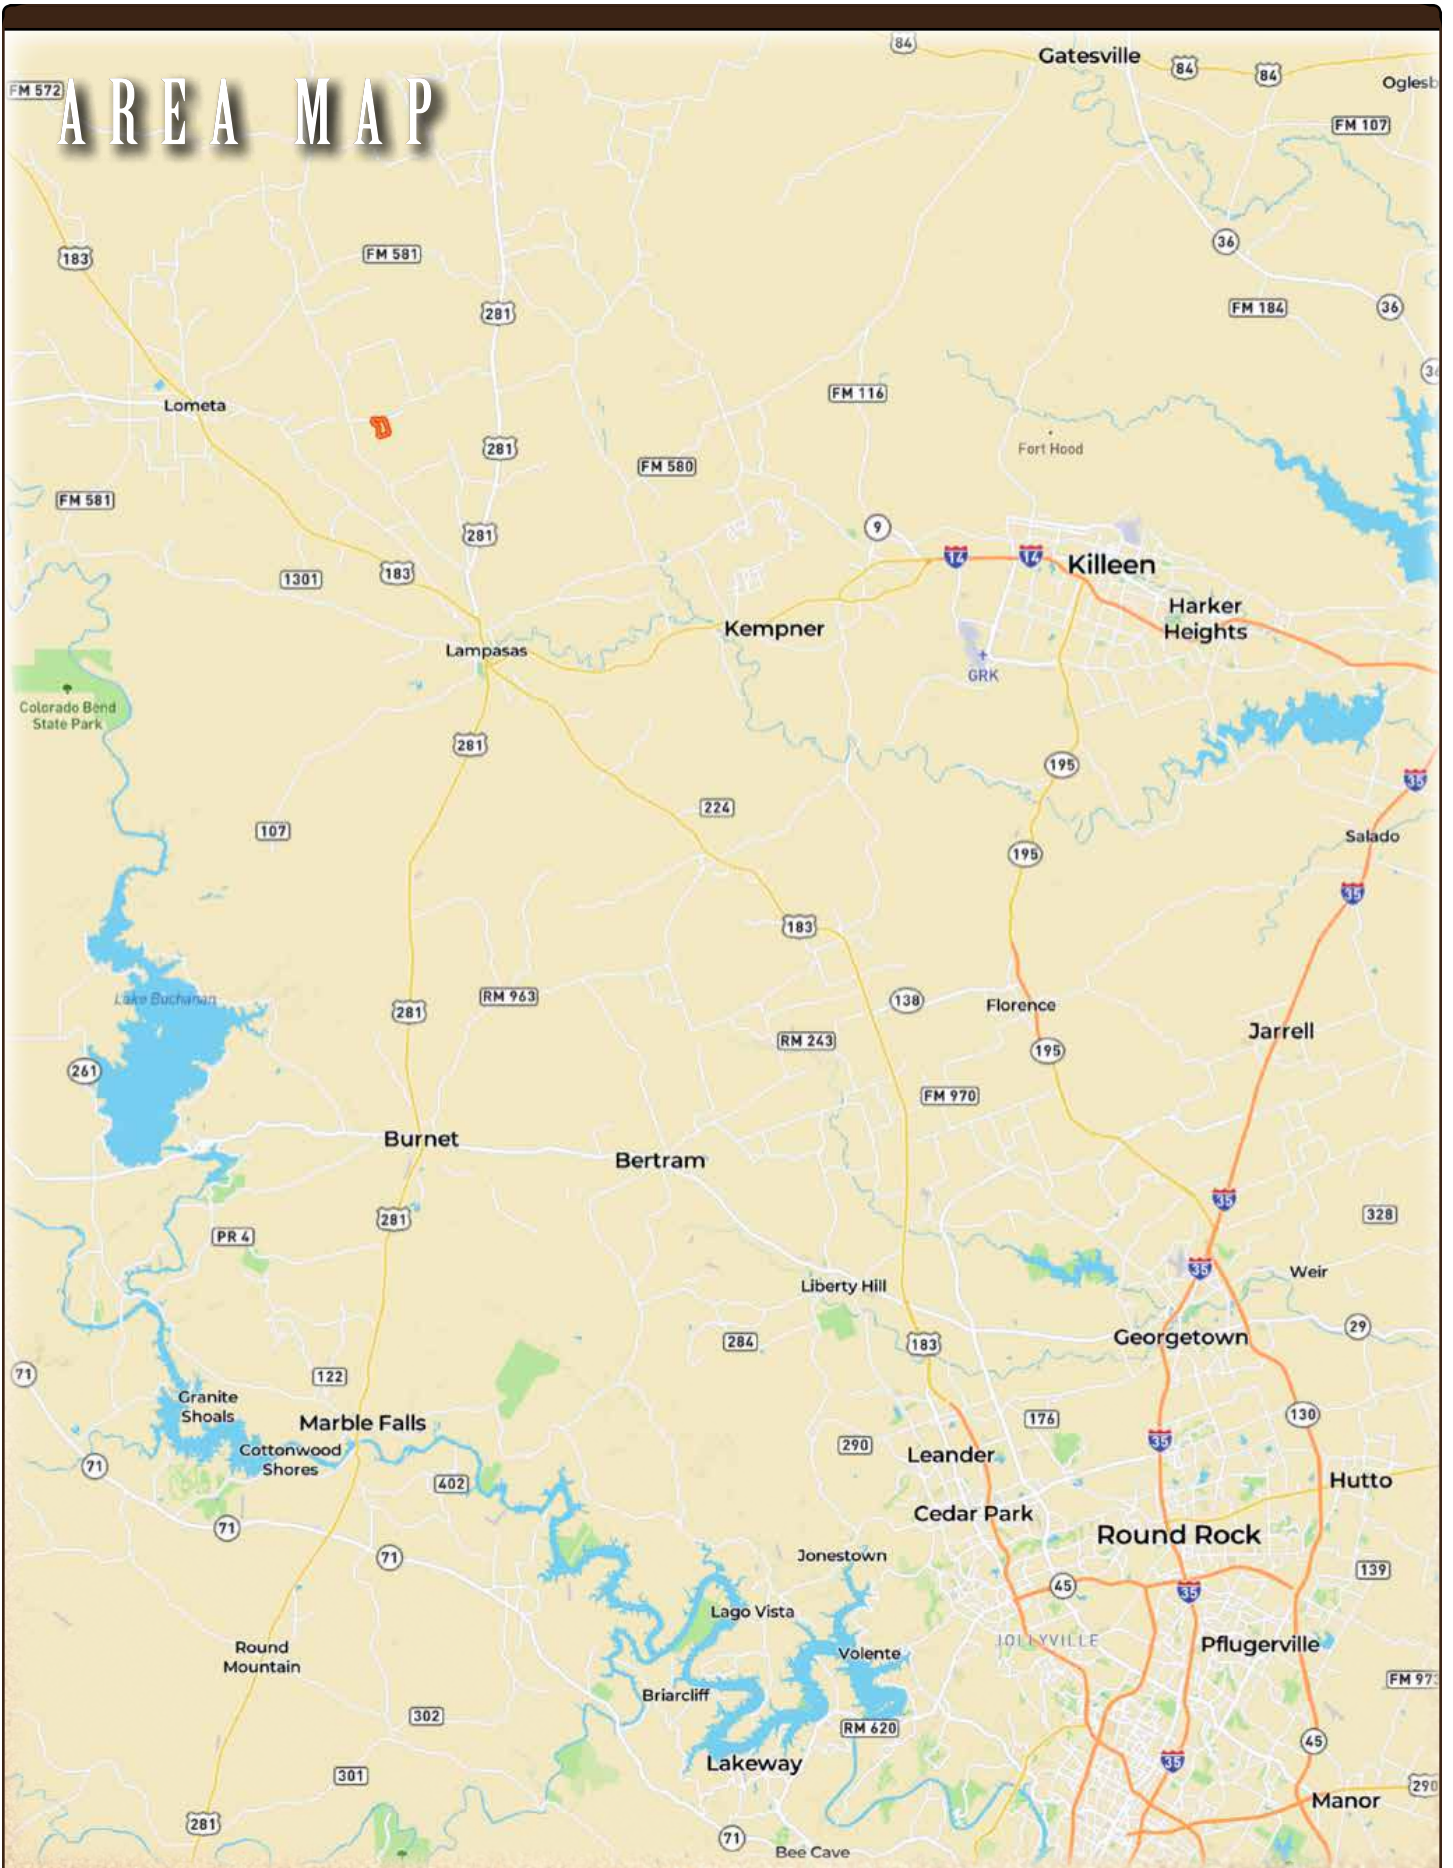 AREA MAP
84
Gatesville
84
84
Oglesb
FM 572
FM 107
36
183
FM 581
281
FM 184
36
36
FM 116
Lometa
281
Fort Hood
FM 580
FM 581
9
281
14
14
Killeen
1301
183
Harker
Heights
Kempner
Lampasas
GRK
Colorado Bend
State Park
281
195
35
224
107
Salado
195
35
183
Lake Buchanan
RM 963
138
Florence
281
Jarrell
RM 243
195
261
FM 970
Burnet
Bertram
35
328
281
PR 4
35
Weir
Liberty Hill
29
Georgetown
284
183
71
122
Granite
Shoals
130
Marble Falls
176
35
290
Cottonwood
Shores
Leander
71
402
Hutto
Cedar Park
71
Round Rock
71
Jonestown
139
45
35
Lago Vista
JOLLYVILLE
Pflugerville
Round
Mountain
Volente
FM 973
Briarcliff
302
RM 620
45
Lakeway
35
301
290
Manor
281
71
Bee Cave